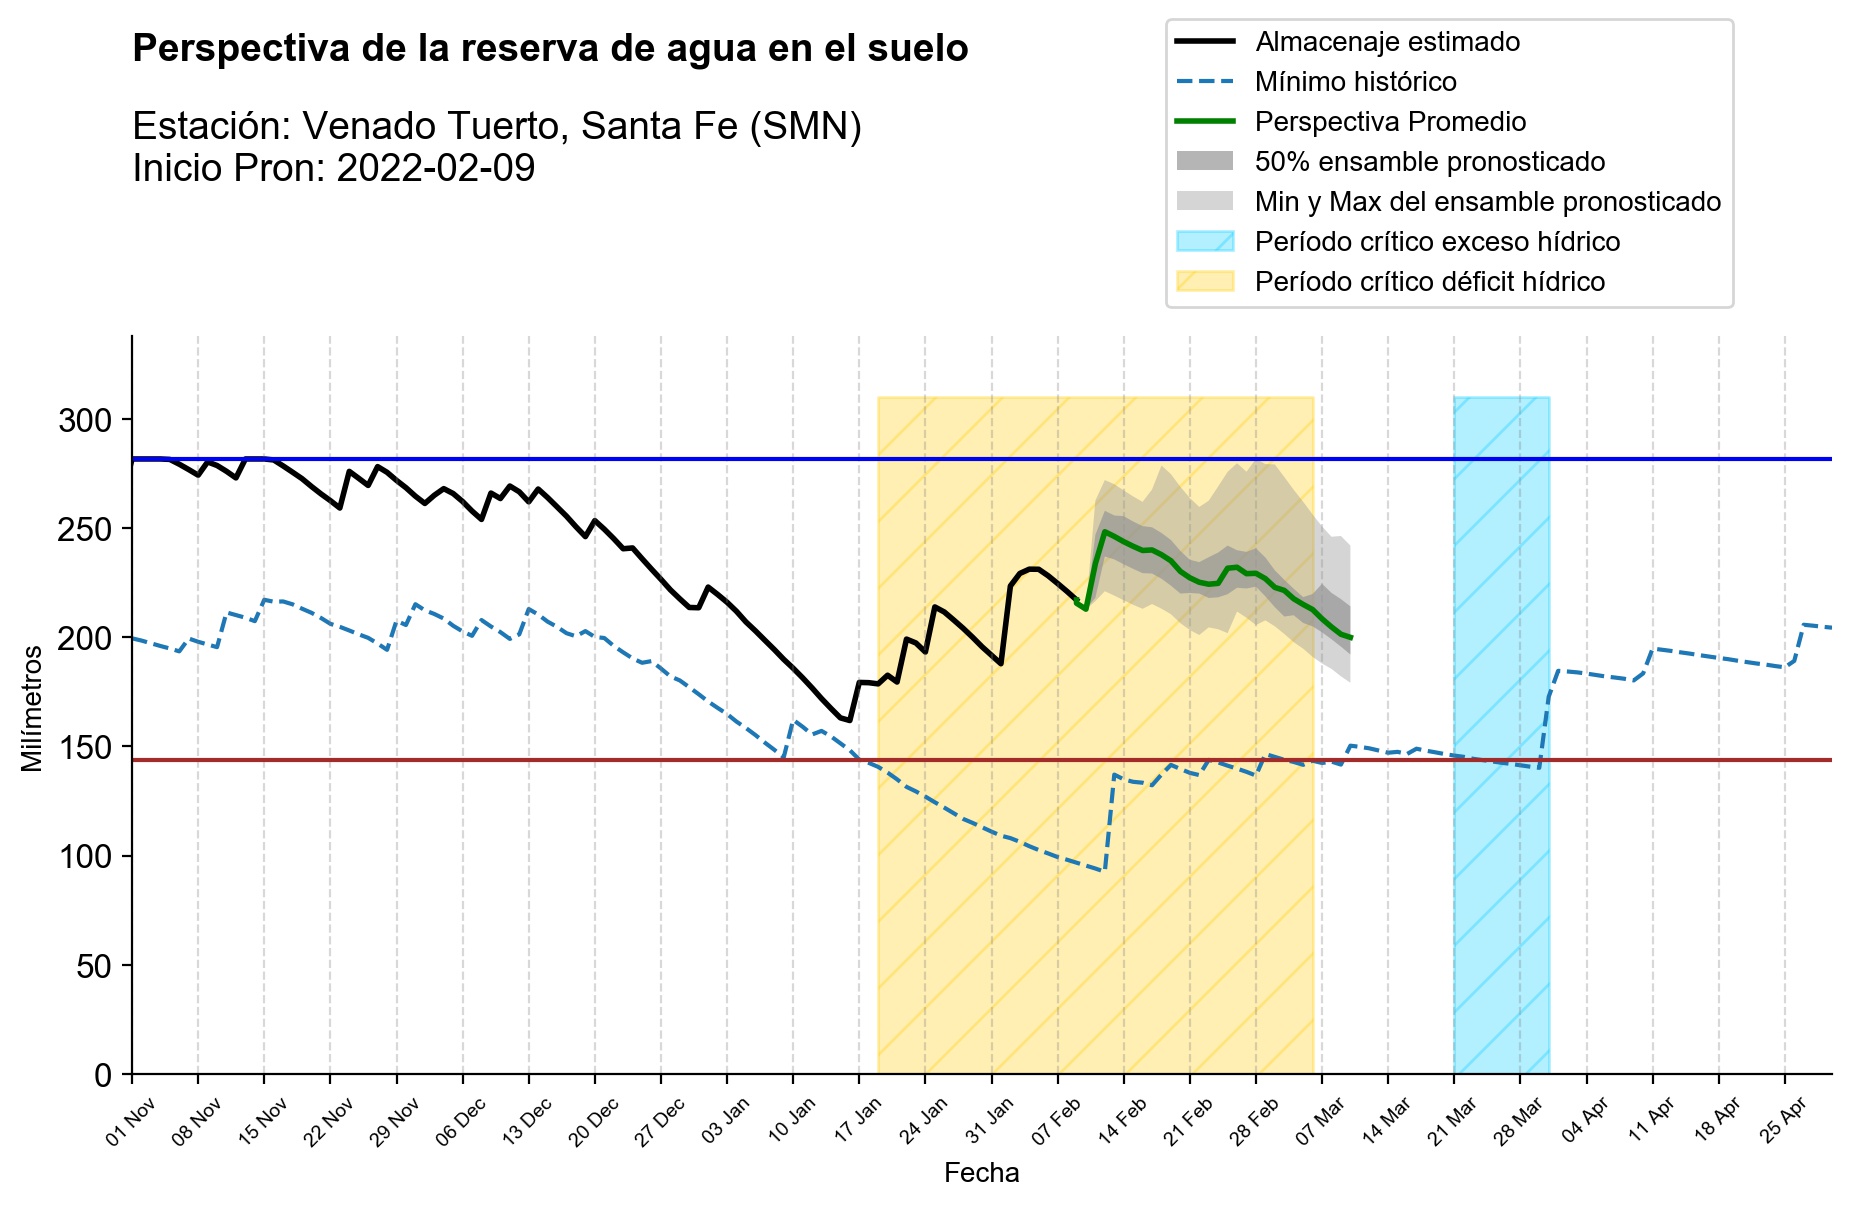 Perspectiva de la reserva de agua en el suelo
Estación: Venado Tuerto, Santa Fe (SMN)
Inicio Pron: 2022-02-09
Almacenaje estimado
Mínimo histórico
Perspectiva Promedio
50% ensamble pronosticado
Min y Max del ensamble pronosticado
Período crítico exceso hídrico
Período crítico déficit hídrico
Milímetros
300
250
200
150
100
50
0
01 Nov
08 Nov
15 Nov
22 Nov
29 Nov
06 Dec
13 Dec
20 Dec
27 Dec
03 Jan
10 Jan
17 Jan
24 Jan
31 Jan
07 Feb
14 Feb
21 Feb
28 Feb
07 Mar
14 Mar
21 Mar
28 Mar
04 Apr
11 Apr
18 Apr
25 Apr
Fecha